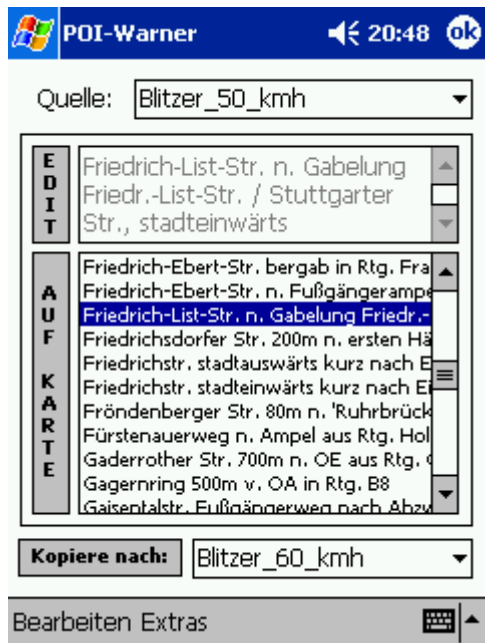 POI-Warner 20:48 ok
Quelle: Blitzer_50_kmh
EDIT
Friedrich-List-Str. n. Gabelung
Friedr.-List-Str. / Stuttgarter
Str., stadteinwärts
AUF KARTE
Friedrich-Ebert-Str. bergab in Rtg. Fra
Friedrich-Ebert-Str. n. Fußgängerampe
Friedrich-List-Str. n. Gabelung Friedr.-
Friedrichsdorfer Str. 200m n. ersten Hä
Friedrichstr. stadtauswärts kurz nach E
Friedrichstr. stadteinwärts kurz nach Ei
Fröndenberger Str. 80m n. 'Ruhrbrück
Fürstenauerweg n. Ampel aus Rtg. Hol
Gaderrother Str. 700m n. OE aus Rtg.
Gagernring 500m v. OA in Rtg. B8
Gaisentalstr. Fußgängerweg nach Abzw
Kopiere nach: Blitzer_60_kmh
Bearbeiten Extras